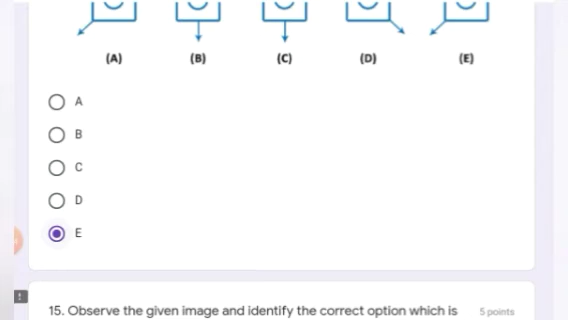 (A) (B) (C) (D) (E)
A
B
C
D
E
15. Observe the given image and identify the correct option which is 5 points